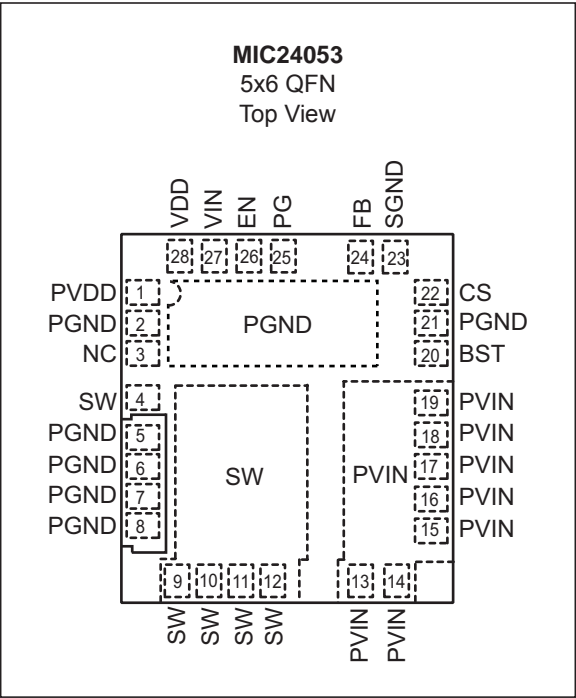 MIC24053
5x6 QFN
Top View
VDD VIN EN PG FB SGND
28 27 26 25 24 23
PVDD 1 22 CS
PGND 2 PGND 21 PGND
NC 3 20 BST
SW 4 19 PVIN
PGND 5 18 PVIN
PGND 6 SW PVIN 17 PVIN
PGND 7 16 PVIN
PGND 8 15 PVIN
9 10 11 12 13 14
SW SW SW SW PVIN PVIN